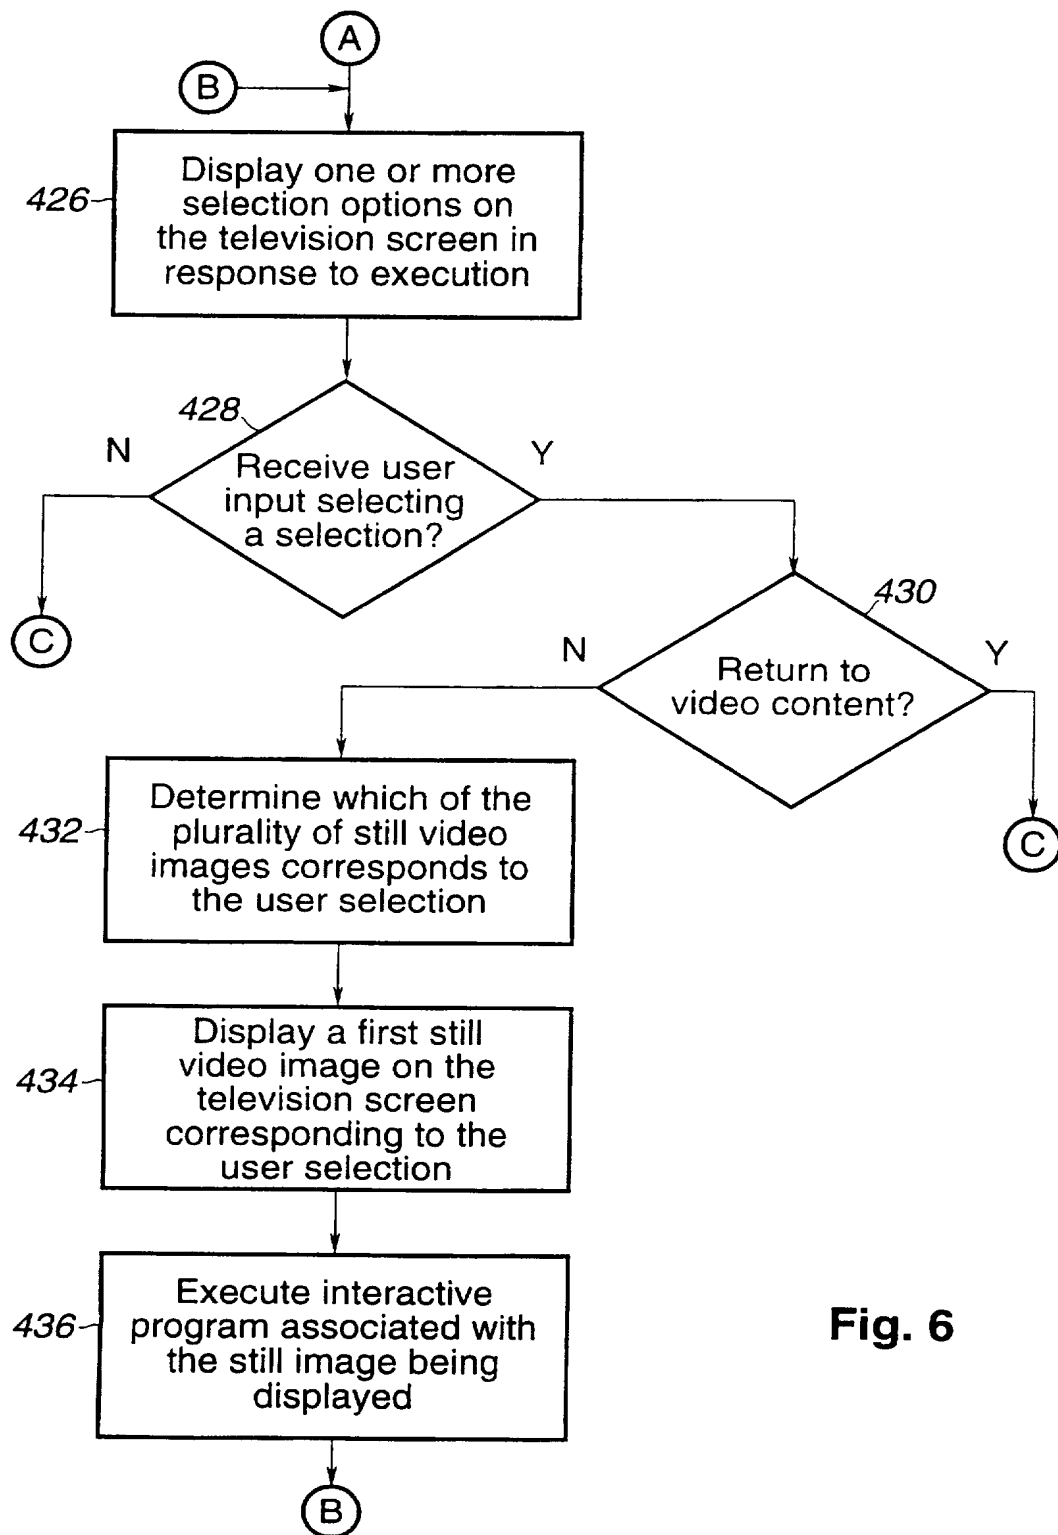 A
B
Display one or more
selection options on
the television screen in
response to execution
426
428
N
Y
Receive user
input selecting
a selection?
C
430
N
Y
Return to
video content?
C
Determine which of the
plurality of still video
images corresponds to
the user selection
432
Display a first still
video image on the
television screen
corresponding to the
user selection
434
Execute interactive
program associated with
the still image being
displayed
436
Fig. 6
B